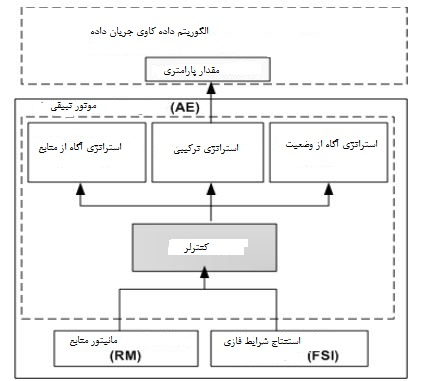 الگوریتم داده کاوی جریان داده
مقدار پارامتری
موتور تبیقی (AE)
استراتژی آگاه از وضعیت
استراتژی ترکیبی
استراتژی آگاه از منابع
کنترلر
مانیتور منابع
(RM)
استنتاج شرایط فازی
(FSI)